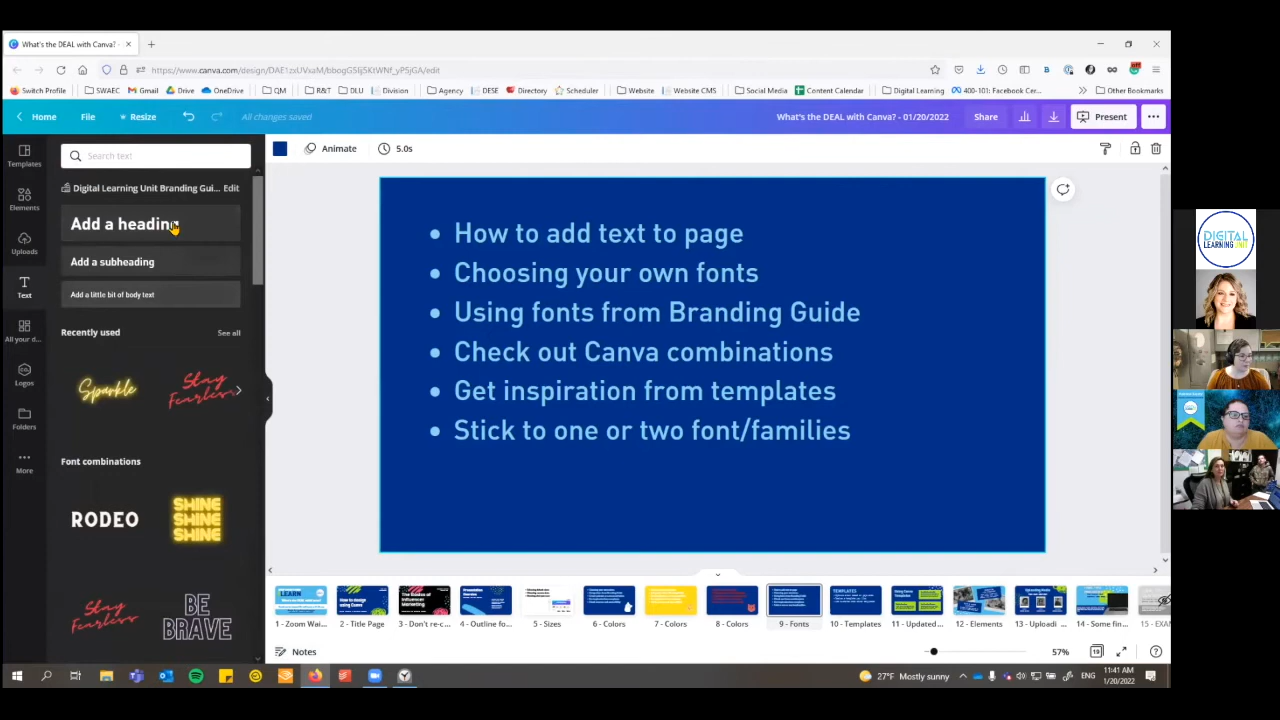 What's the DEAL with Canva? -
https://www.canva.com/design/DAE1zxUVxaM/bbogG5Ij5KtWNf_yP5jGA/edit
Switch Profile
SWAEC
Gmail
Drive
OneDrive
QM
R&T
DLU
Division
Agency
DESE
Directory
Scheduler
Website
Website CMS
Social Media
Content Calendar
Digital Learning
400-101: Facebook Cer...
Other Bookmarks
Home
File
Resize
All changes saved
What's the DEAL with Canva? - 01/20/2022
Share
Present
Templates
Elements
Uploads
Text
All your d...
Logos
Folders
More
Search text
Digital Learning Unit Branding Gui... Edit
Add a heading
Add a subheading
Add a little bit of body text
Recently used
See all
Sparkle
Stay Fearless
Font combinations
RODEO
SHINE
SHINE
SHINE
Stay Fearless
BE
BRAVE
Animate
5.0s
• How to add text to page
• Choosing your own fonts
• Using fonts from Branding Guide
• Check out Canva combinations
• Get inspiration from templates
• Stick to one or two font/families
DIGITAL
LEARNING UNIT
1 - Zoom Wai...
2 - Title Page
3 - Don't re-c...
4 - Outline fo...
5 - Sizes
6 - Colors
7 - Colors
8 - Colors
9 - Fonts
10 - Templates
11 - Updated...
12 - Elements
13 - Uploadi...
14 - Some fin...
15 - EXAM
Notes
57%
19
27°F Mostly sunny
ENG
11:41 AM
1/20/2022